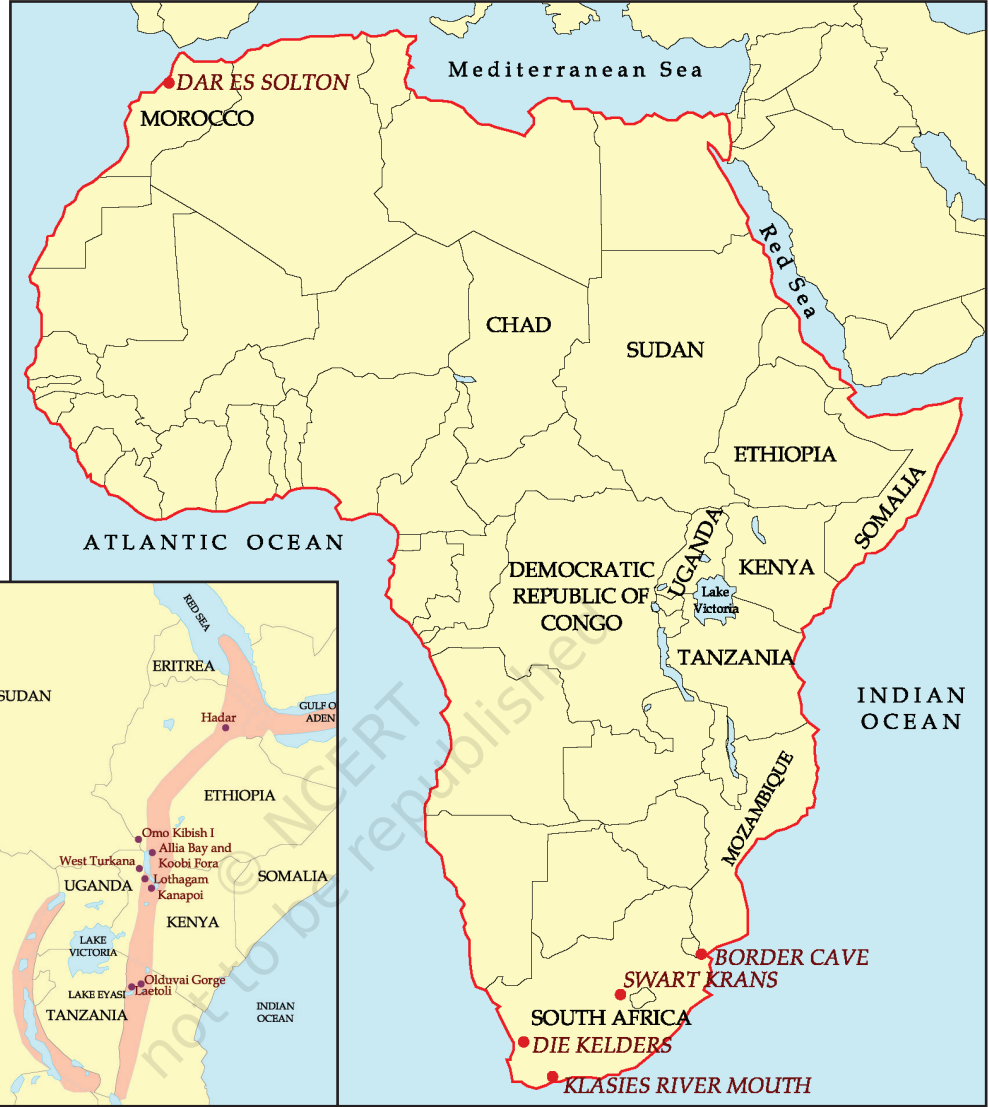 Mediterranean Sea
DAR ES SOLTON
MOROCCO
Red Sea
CHAD
SUDAN
ETHIOPIA
SOMALIA
ATLANTIC OCEAN
UGANDA
KENYA
DEMOCRATIC
REPUBLIC OF
CONGO
Lake
Victoria
TANZANIA
INDIAN
OCEAN
MOZAMBIQUE
BORDER CAVE
SWART KRANS
SOUTH AFRICA
DIE KELDERS
KLASIES RIVER MOUTH
RED SEA
ERITREA
SUDAN
GULF O
ADEN
Hadar
ETHIOPIA
Omo Kibish I
Allia Bay and
Koobi Fora
West Turkana
Lothagam
Kanapoi
UGANDA
SOMALIA
KENYA
LAKE
VICTORIA
Olduvai Gorge
LAKE EYASI
Laetoli
TANZANIA
INDIAN
OCEAN
© NCERT
not to be republished